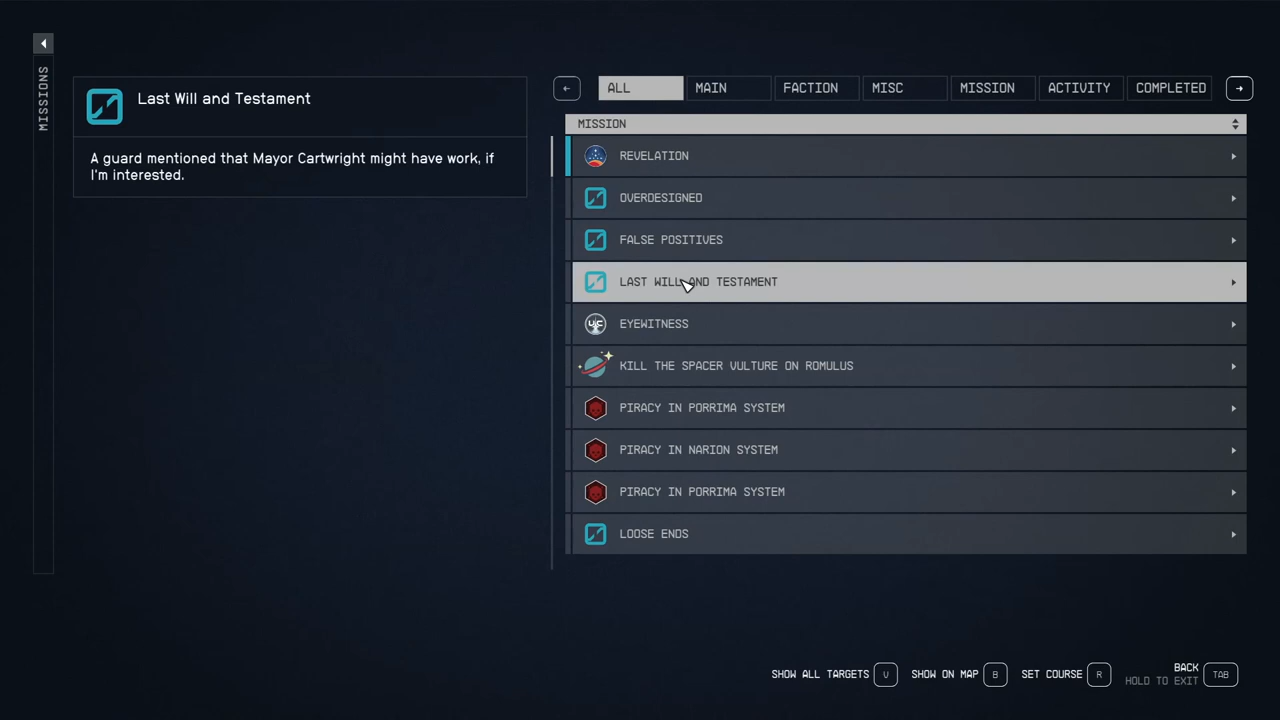 MISSIONS
Last Will and Testament
A guard mentioned that Mayor Cartwright might have work, if
I'm interested.
ALL
MAIN
FACTION
MISC
MISSION
ACTIVITY
COMPLETED
MISSION
REVELATION
OVERDESIGNED
FALSE POSITIVES
LAST WILL AND TESTAMENT
UC
EYEWITNESS
KILL THE SPACER VULTURE ON ROMULUS
PIRACY IN PORRIMA SYSTEM
PIRACY IN NARION SYSTEM
PIRACY IN PORRIMA SYSTEM
LOOSE ENDS
SHOW ALL TARGETS V
SHOW ON MAP B
SET COURSE R
BACK
HOLD TO EXIT TAB